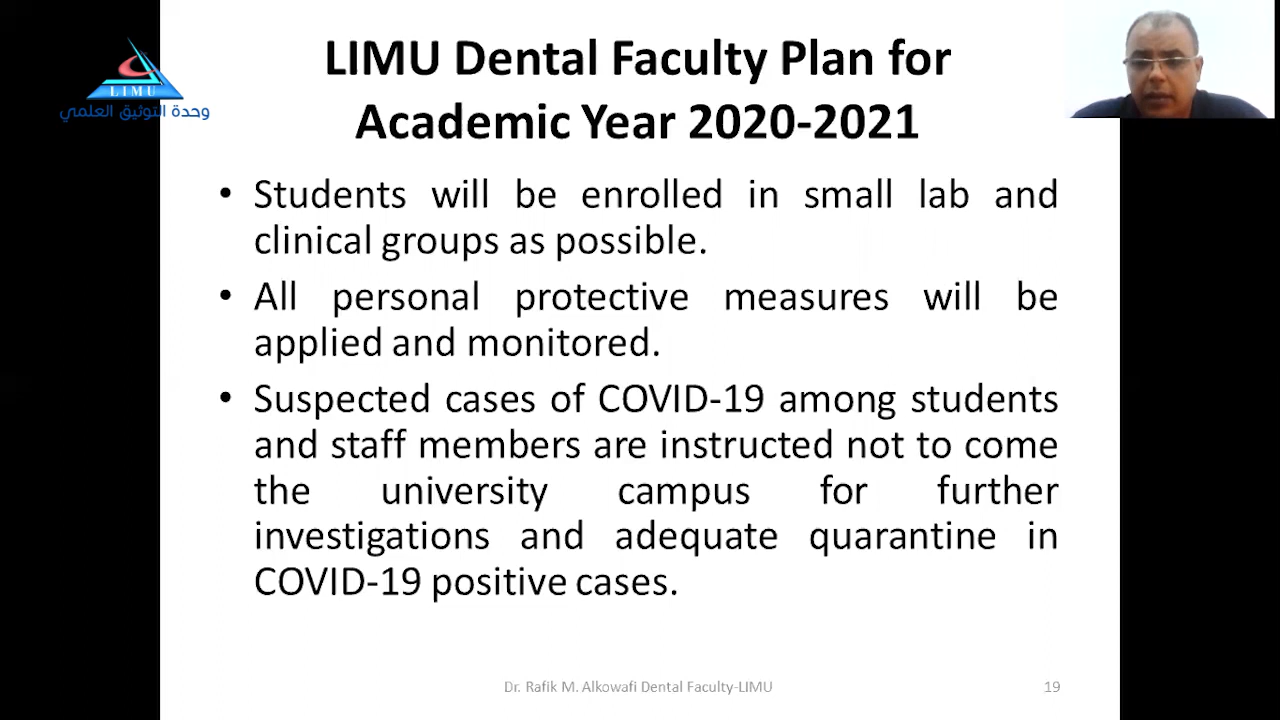 LIMU
وحدة التوثيق العلمي
LIMU Dental Faculty Plan for
Academic Year 2020-2021
• Students will be enrolled in small lab and
clinical groups as possible.
• All personal protective measures will be
applied and monitored.
• Suspected cases of COVID-19 among students
and staff members are instructed not to come
the university campus for further
investigations and adequate quarantine in
COVID-19 positive cases.
Dr. Rafik M. Alkowafi Dental Faculty-LIMU
19